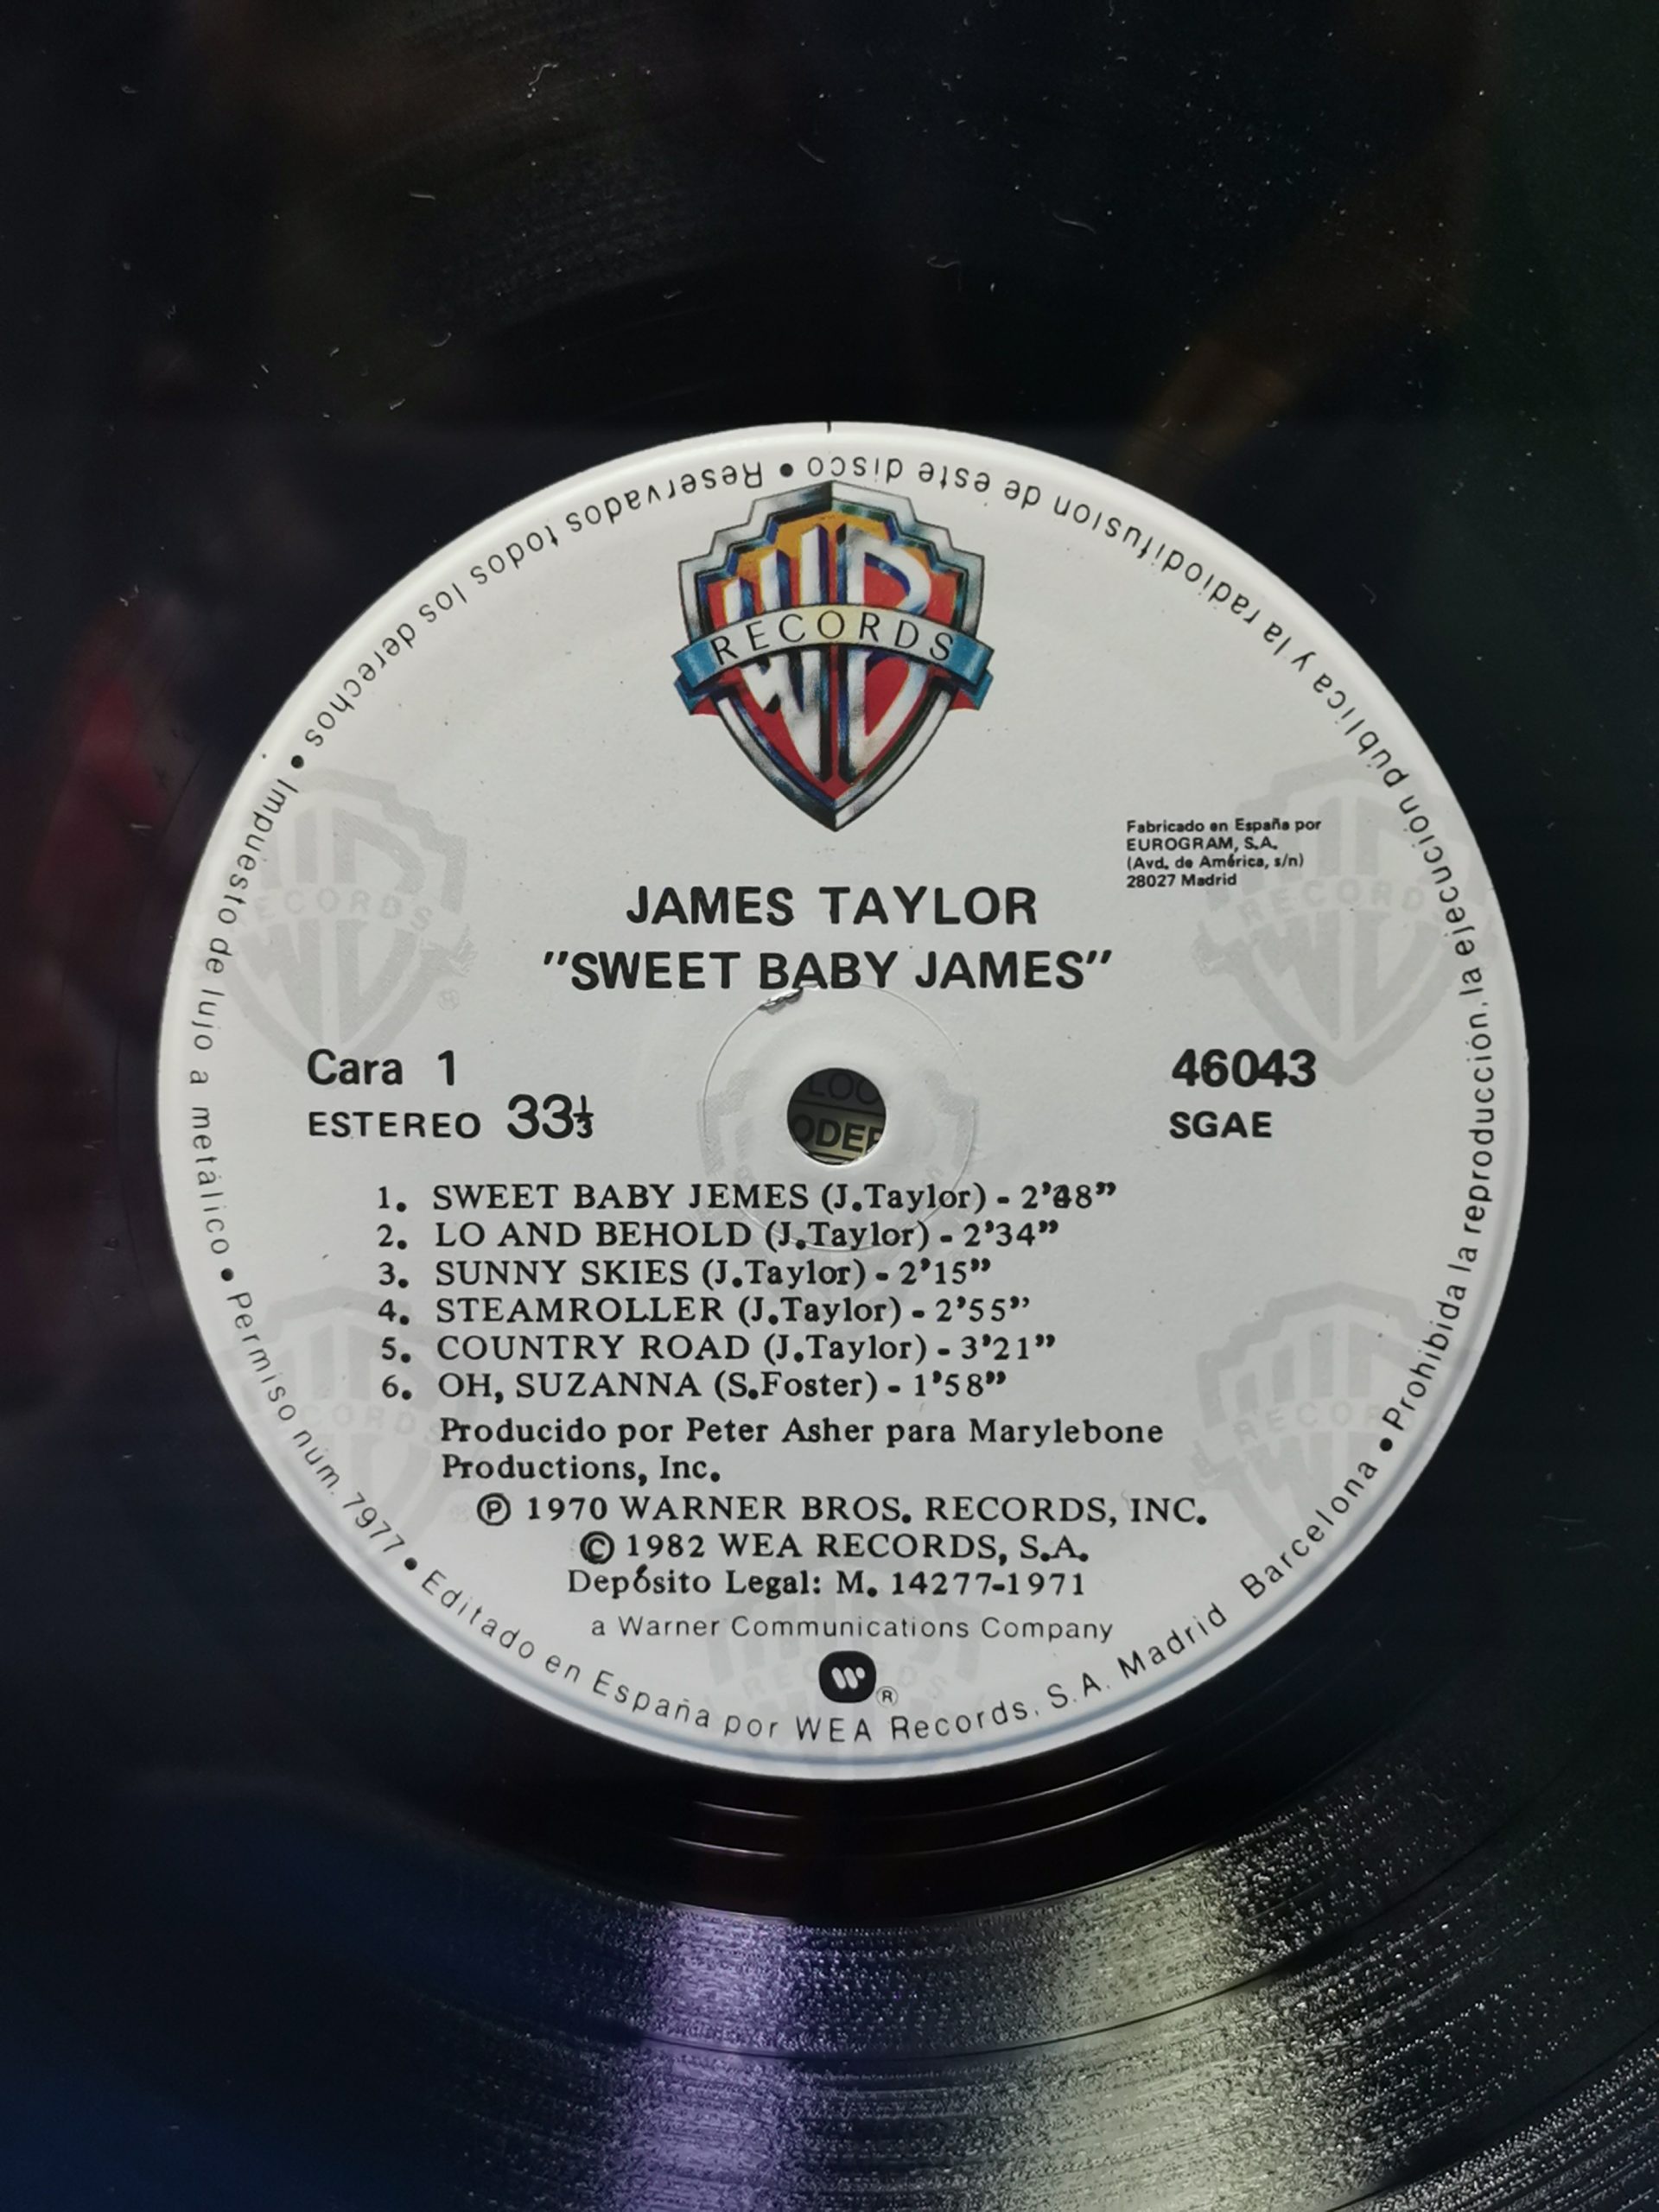 WB
RECORDS
Fabricado en España por
EUROGRAM, S.A.
(Avd. de América, s/n)
28027 Madrid
JAMES TAYLOR
"SWEET BABY JAMES"
Cara 1
46043
ESTEREO 33⅓
SGAE
1. SWEET BABY JEMES (J.Taylor) - 2'48"
2. LO AND BEHOLD (J.Taylor) - 2'34"
3. SUNNY SKIES (J.Taylor) - 2'15"
4. STEAMROLLER (J.Taylor) - 2'55"
5. COUNTRY ROAD (J.Taylor) - 3'21"
6. OH, SUZANNA (S.Foster) - 1'58"
Producido por Peter Asher para Marylebone
Productions, Inc.
Ⓟ 1970 WARNER BROS. RECORDS, INC.
© 1982 WEA RECORDS, S.A.
Depósito Legal: M. 14277-1971
a Warner Communications Company
®
Prohibida la reproducción, la ejecución pública y la radiodifusión de este disco • Reservados todos los derechos • Impuesto de lujo a metálico • Permiso núm. 7977 • Editado en España por WEA Records, S.A. Madrid Barcelona •